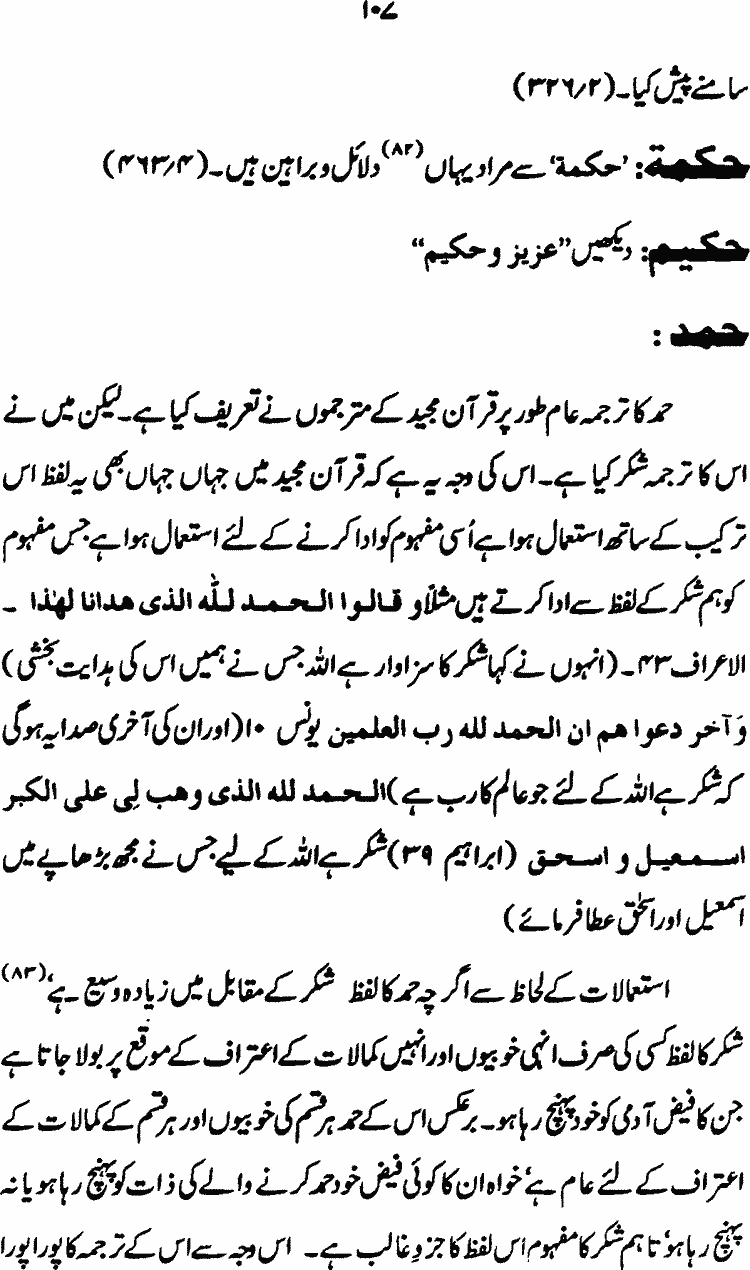 ۱۰۷
سامنے پیش کیا۔ (۳۲۶/۲)
حکمة: ’حکمة‘ سے مراد یہاں (۸۲) دلائل و براہین ہیں۔ (۴۶۳/۴)
حکیم: دیکھیں ”عزیز و حکیم“
حمد :
حمد کا ترجمہ عام طور پر قرآن مجید کے مترجموں نے تعریف کیا ہے۔ لیکن میں نے
اس کا ترجمہ شکر کیا ہے۔ اس کی وجہ یہ ہے کہ قرآن مجید میں جہاں جہاں بھی یہ لفظ اس
ترکیب کے ساتھ استعمال ہوا ہے اُسی مفہوم کو ادا کرنے کے لئے استعمال ہوا ہے جس مفہوم
کو ہم شکر کے لفظ سے ادا کرتے ہیں مثلاً و قالوا الحمد للّٰه الذی هدانا لهٰذا ۔
الاعراف ۴۳۔ (انہوں نے کہا شکر کا سزاوار ہے اللہ جس نے ہمیں اس کی ہدایت بخشی)
وَ آخر دعوا هم ان الحمد لله رب العلمین یونس ۱۰ (اور ان کی آخری صدا یہ ہوگی
کہ شکر ہے اللہ کے لئے جو عالم کا رب ہے) الحمد لله الذی وهب لی علی الکبر
اسمعیل و اسحق (ابراہیم ۳۹) شکر ہے اللہ کے لیے جس نے مجھ بڑھاپے میں
اسمٰعیل اور اسحٰق عطا فرمائے)
استعمالات کے لحاظ سے اگرچہ حمد کا لفظ شکر کے مقابل میں زیادہ وسیع ہے، (۸۳)
شکر کا لفظ کسی کی صرف انہی خوبیوں اور انہیں کمالات کے اعتراف کے موقع پر بولا جاتا ہے
جن کا فیض آدمی کو خود پہنچ رہا ہو۔ برعکس اس کے حمد ہر قسم کی خوبیوں اور ہر قسم کے کمالات کے
اعتراف کے لئے عام ہے، خواہ ان کا کوئی فیض خود حمد کرنے والے کی ذات کو پہنچ رہا ہو یا نہ
پہنچ رہا ہو، تاہم شکر کا مفہوم اس لفظ کا جزوِ غالب ہے۔ اس وجہ سے اس کے ترجمہ کا پورا پورا